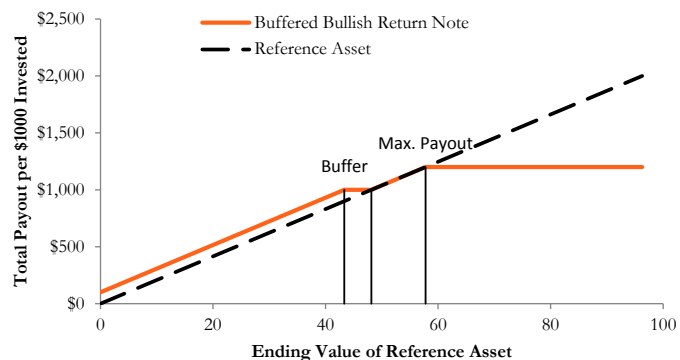 $2,500
Buffered Bullish Return Note
Reference Asset
$2,000
$1,500
Max. Payout
Buffer
$1,000
$500
$0
0 20 40 60 80 100
Total Payout per $1000 Invested
Ending Value of Reference Asset